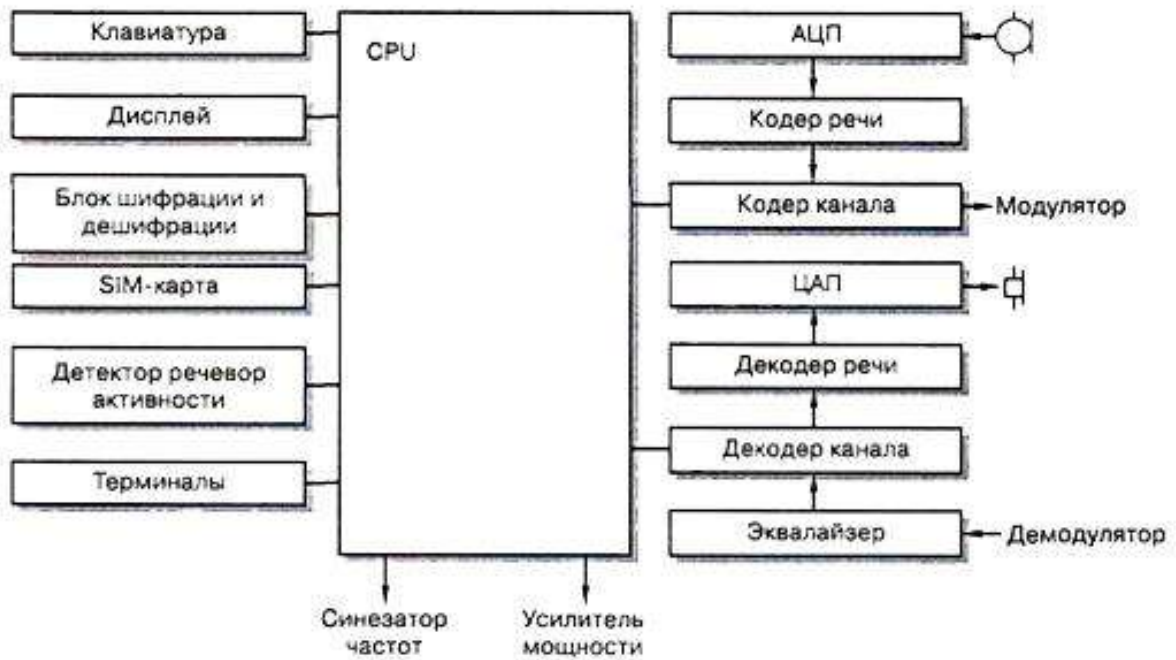 Клавиатура
Дисплей
Блок шифрации и
дешифрации
SiM-карта
Детектор речевор
активности
Терминалы
CPU
АЦП
Кодер речи
Кодер канала
Модулятор
ЦАП
Декодер речи
Декодер канала
Эквалайзер
Демодулятор
Синезатор
частот
Усилитель
мощности